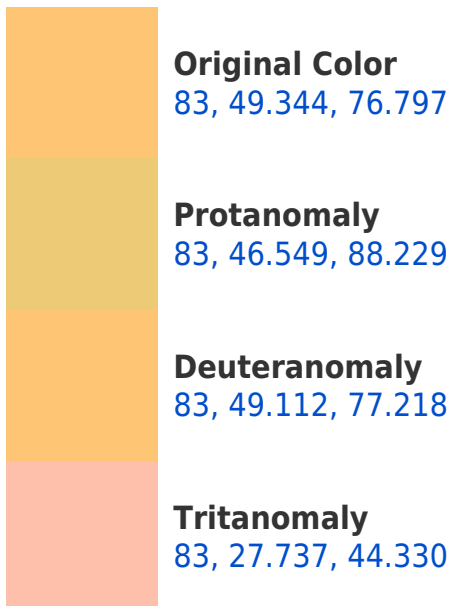 Original Color
83, 49.344, 76.797
Protanomaly
83, 46.549, 88.229
Deuteranomaly
83, 49.112, 77.218
Tritanomaly
83, 27.737, 44.330